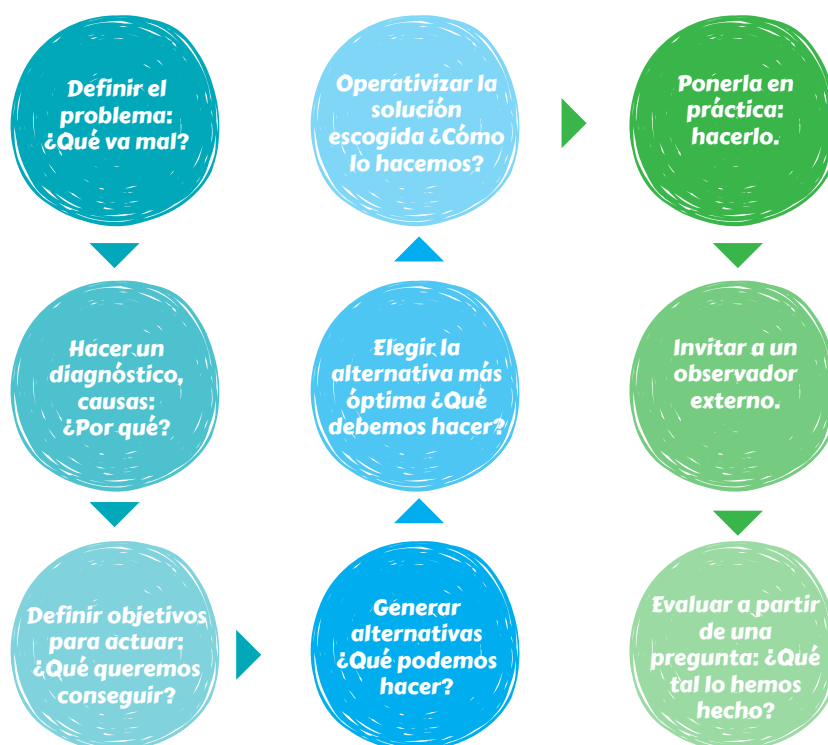 Definir el
problema:
¿Qué va mal?
Hacer un
diagnóstico,
causas:
¿Por qué?
Definir objetivos
para actuar:
¿Qué queremos
conseguir?
Generar
alternativas
¿Qué podemos
hacer?
Elegir la
alternativa más
óptima ¿Qué
debemos hacer?
Operativizar la
solución
escogida ¿Cómo
lo hacemos?
Ponerla en
práctica:
hacerlo.
Invitar a un
observador
externo.
Evaluar a partir
de una
pregunta: ¿Qué
tal lo hemos
hecho?